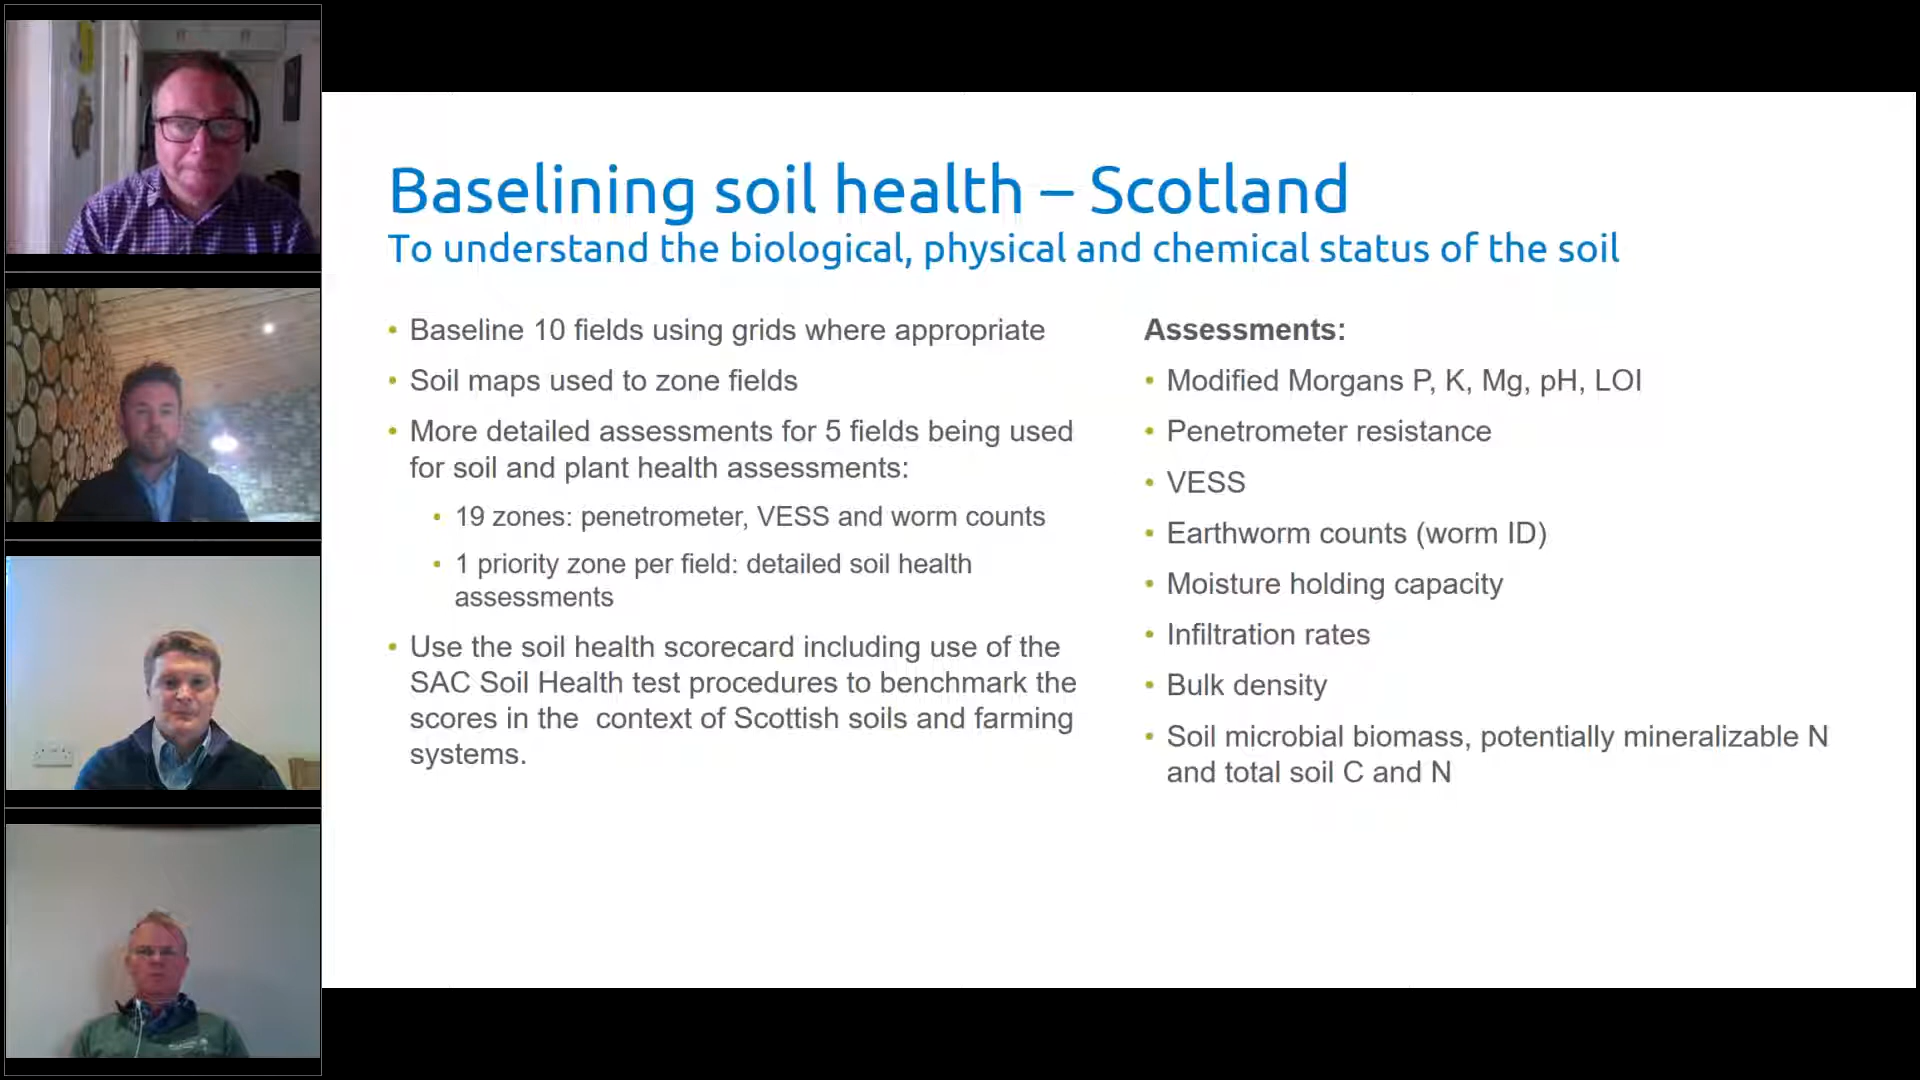 Baselining soil health – Scotland
To understand the biological, physical and chemical status of the soil
• Baseline 10 fields using grids where appropriate
• Soil maps used to zone fields
• More detailed assessments for 5 fields being used
for soil and plant health assessments:
• 19 zones: penetrometer, VESS and worm counts
• 1 priority zone per field: detailed soil health
assessments
• Use the soil health scorecard including use of the
SAC Soil Health test procedures to benchmark the
scores in the  context of Scottish soils and farming
systems.
Assessments:
• Modified Morgans P, K, Mg, pH, LOI
• Penetrometer resistance
• VESS
• Earthworm counts (worm ID)
• Moisture holding capacity
• Infiltration rates
• Bulk density
• Soil microbial biomass, potentially mineralizable N
and total soil C and N